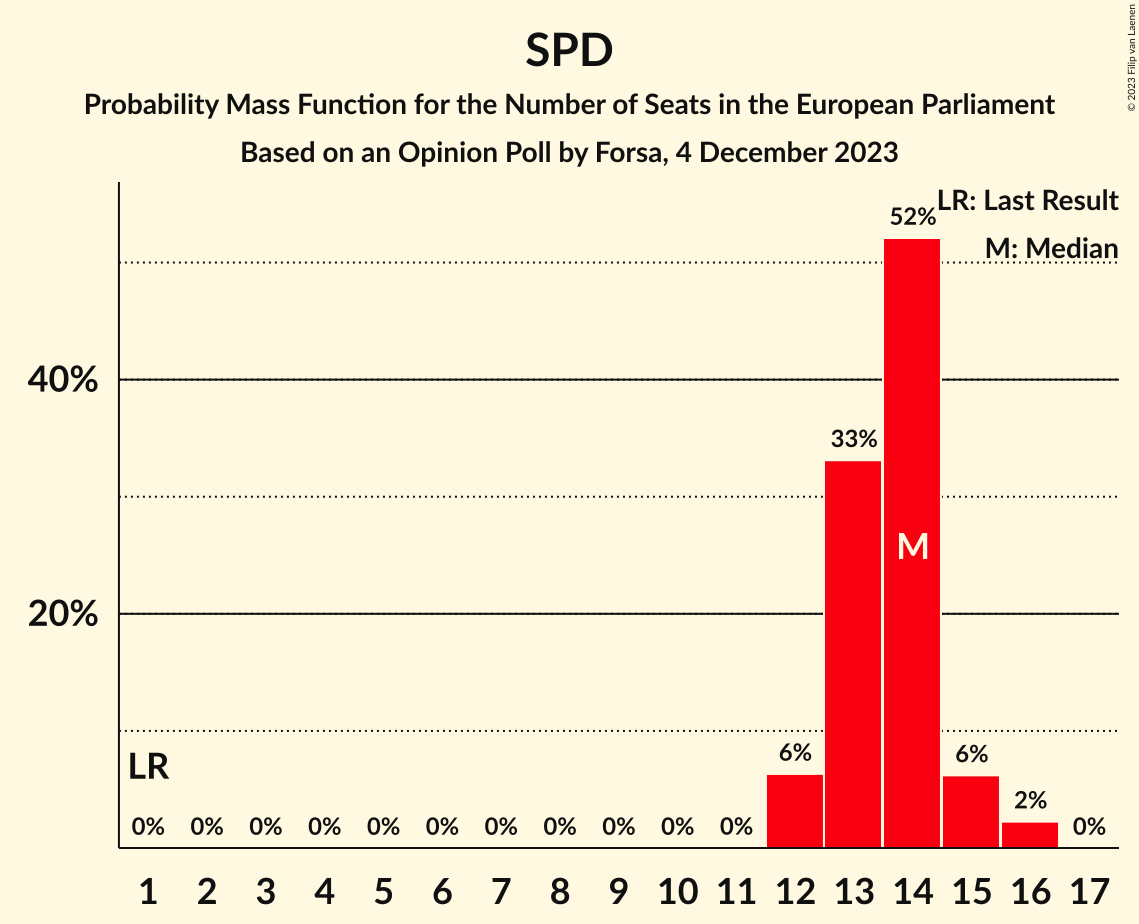 SPD
Probability Mass Function for the Number of Seats in the European Parliament
Based on an Opinion Poll by Forsa, 4 December 2023
© 2023 Filip van Laenen
LR: Last Result
M: Median
52%
40%
33%
M
20%
LR
6%
6%
2%
0% 0% 0% 0% 0% 0% 0% 0% 0% 0% 0% 0%
1 2 3 4 5 6 7 8 9 10 11 12 13 14 15 16 17